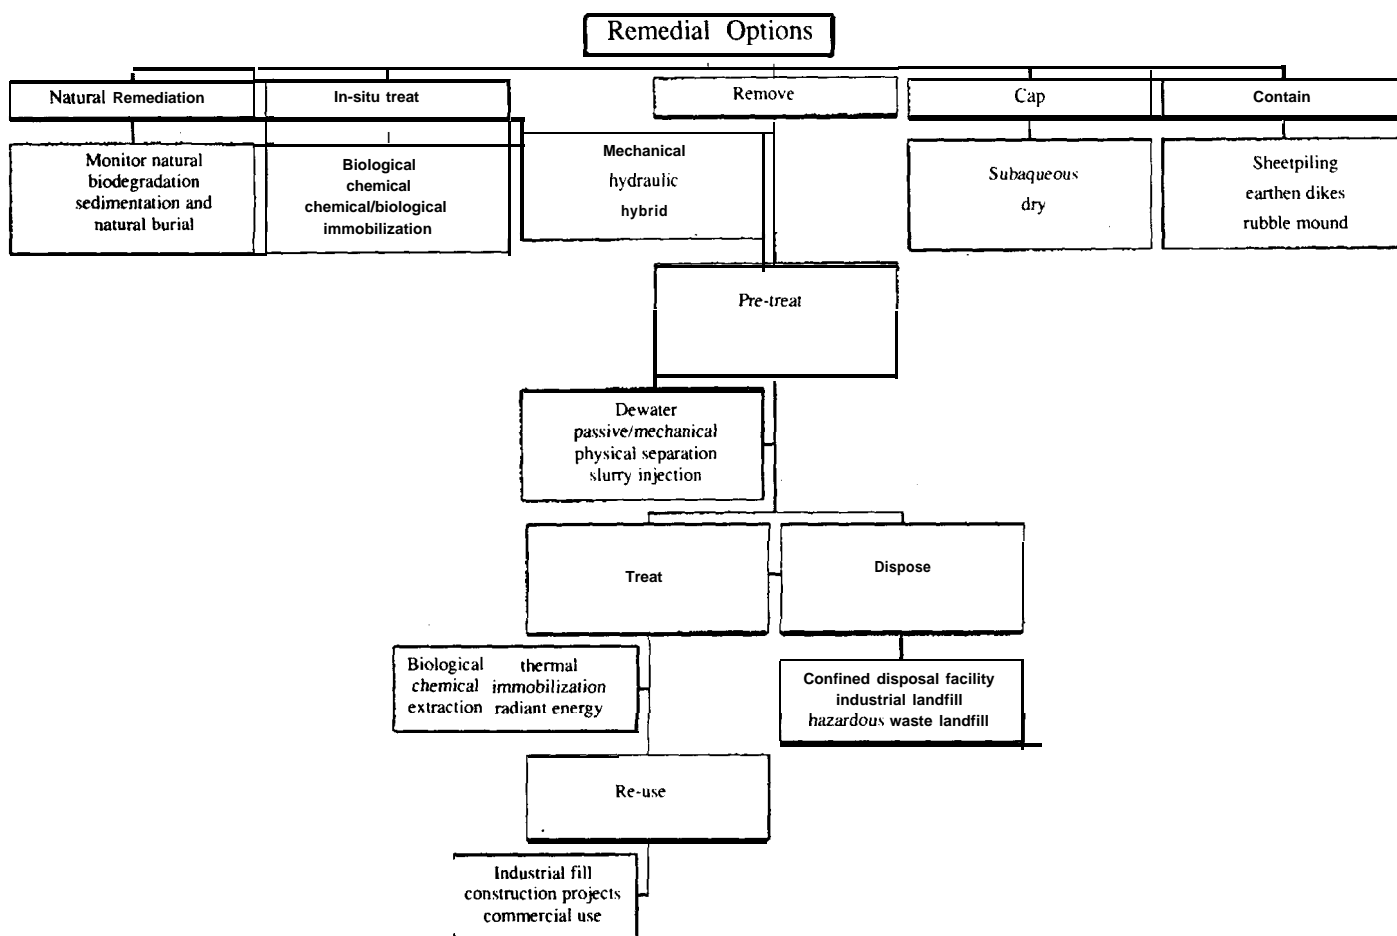 Remedial Options
Natural Remediation
In-situ treat
Remove
Cap
Contain
Monitor natural
biodegradation
sedimentation and
natural burial
Biological
chemical
chemical/biological
immobilization
Mechanical
hydraulic
hybrid
Subaqueous
dry
Sheetpiling
earthen dikes
rubble mound
Pre-treat
Dewater
passive/mechanical
physical separation
slurry injection
Treat
Dispose
Biological thermal
chemical immobilization
extraction radiant energy
Confined disposal facility
industrial landfill
hazardous waste landfill
Re-use
Industrial fill
construction projects
commercial use